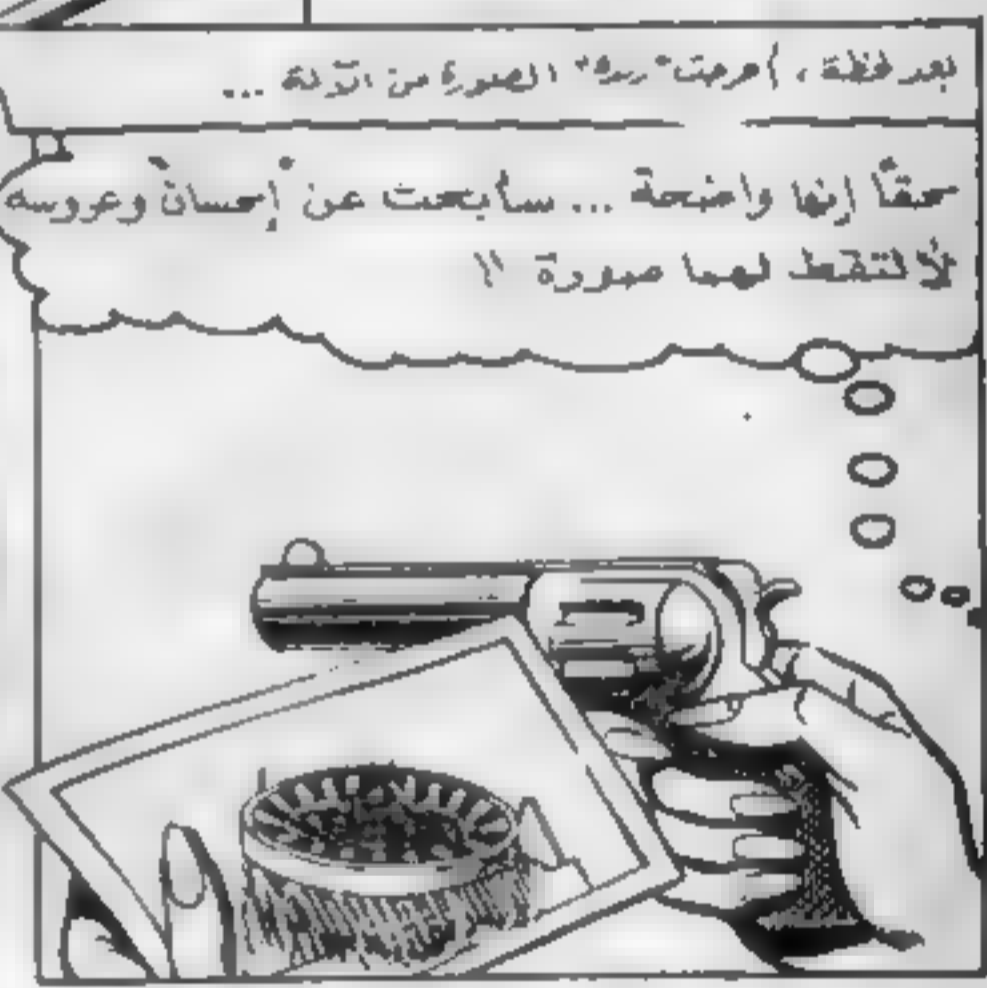 بعد لحظة ، أخرجت " " الصورة من الآلة ...
حقاً إنها واضحة ... سأبحث عن "إحسان" وعروسه
لألتقط لهما صورة !!